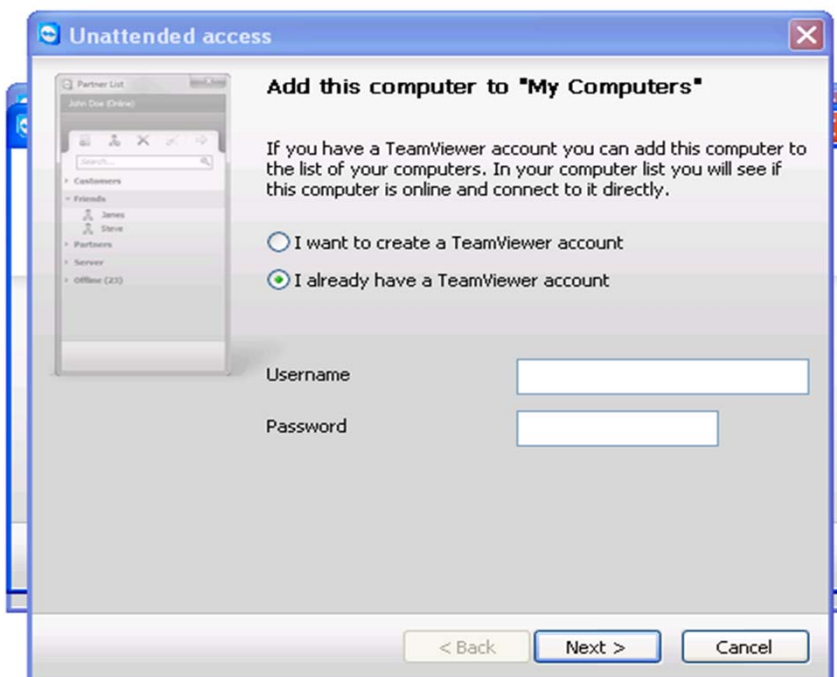 Unattended access
Partner List
John Doe (Online)
Search...
Customers
Friends
James
Steve
Partners
Server
Offline (23)
Add this computer to "My Computers"
If you have a TeamViewer account you can add this computer to
the list of your computers. In your computer list you will see if
this computer is online and connect to it directly.
I want to create a TeamViewer account
I already have a TeamViewer account
Username
Password
< Back
Next >
Cancel